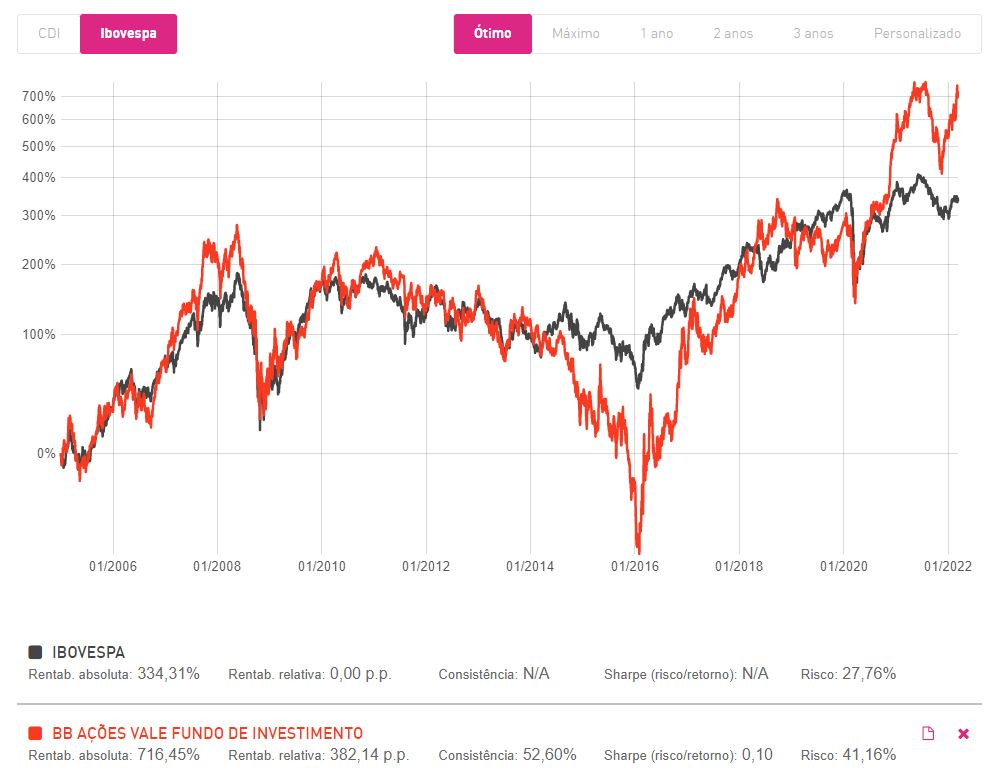 CDI Ibovespa Ótimo Máximo 1 ano 2 anos 3 anos Personalizado
700%
600%
500%
400%
300%
200%
100%
0%
01/2006 01/2008 01/2010 01/2012 01/2014 01/2016 01/2018 01/2020 01/2022
IBOVESPA
Rentab. absoluta: 334,31% Rentab. relativa: 0,00 p.p. Consistência: N/A Sharpe (risco/retorno): N/A Risco: 27,76%
BB AÇÕES VALE FUNDO DE INVESTIMENTO
Rentab. absoluta: 716,45% Rentab. relativa: 382,14 p.p. Consistência: 52,60% Sharpe (risco/retorno): 0,10 Risco: 41,16%